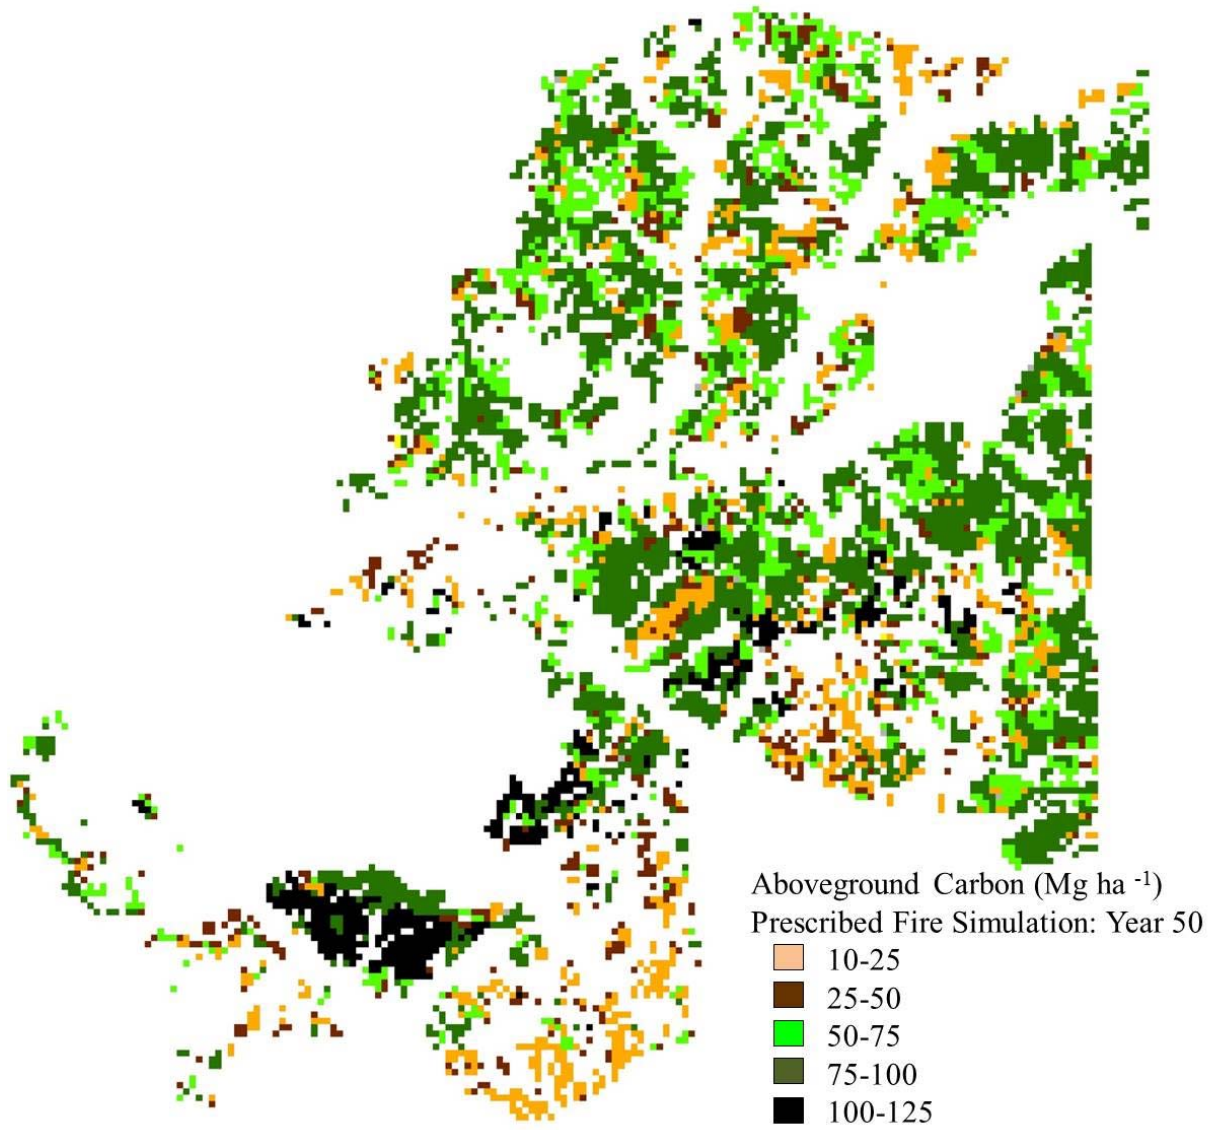 Aboveground Carbon (Mg ha -1)
Prescribed Fire Simulation: Year 50
10-25
25-50
50-75
75-100
100-125